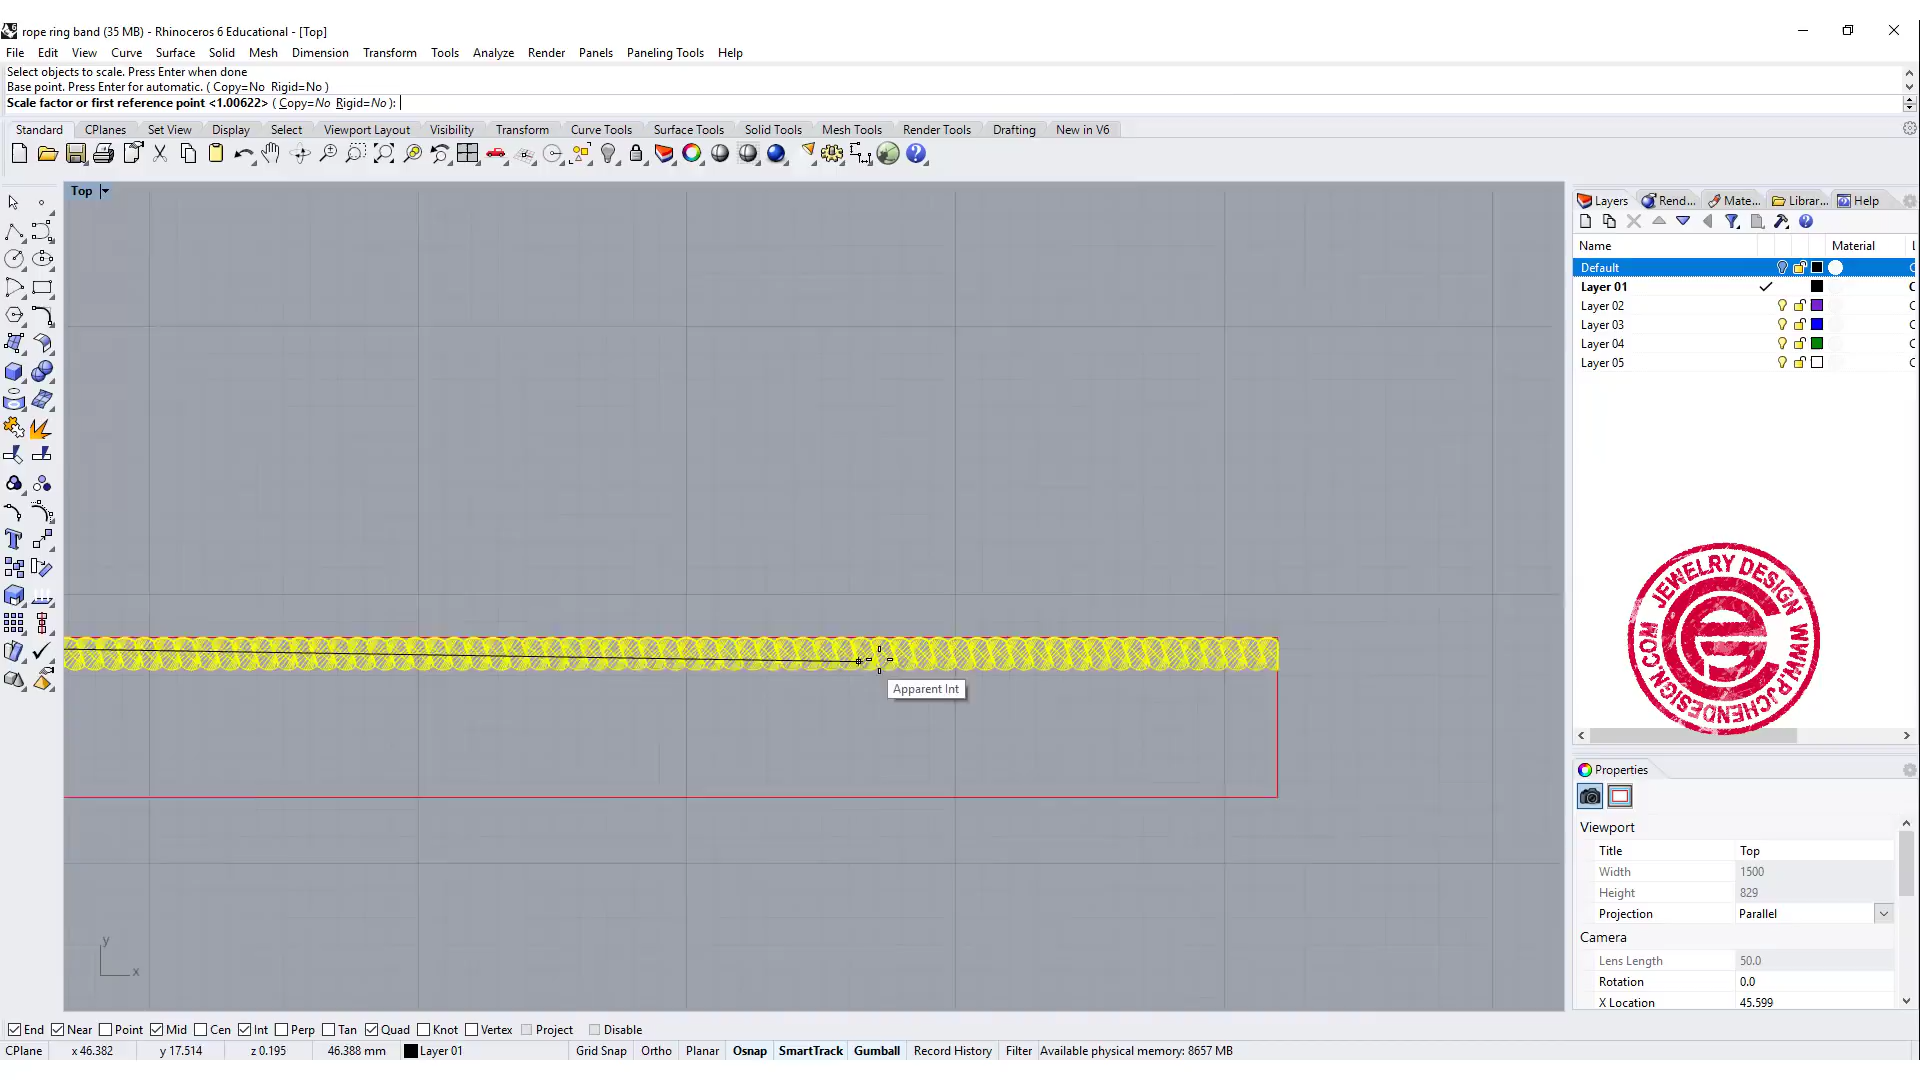 rope ring band (35 MB) - Rhinoceros 6 Educational - [Top]
File Edit View Curve Surface Solid Mesh Dimension Transform Tools Analyze Render Panels Paneling Tools Help
Select objects to scale. Press Enter when done
Base point. Press Enter for automatic. ( Copy=No Rigid=No )
Scale factor or first reference point <1.00622> ( Copy=No Rigid=No ):
Standard CPlanes Set View Display Select Viewport Layout Visibility Transform Curve Tools Surface Tools Solid Tools Mesh Tools Render Tools Drafting New in V6
Top
Layers Rend... Mate... Librar... Help
Name Material L
Default C
Layer 01 C
Layer 02 C
Layer 03 C
Layer 04 C
Layer 05 C
Apparent Int
JEWELRY DESIGN WWW.PJCHENDESIGN.COM
Properties
Viewport
Title Top
Width 1500
Height 829
Projection Parallel
Camera
Lens Length 50.0
Rotation 0.0
X Location 45.599
y
x
End Near Point Mid Cen Int Perp Tan Quad Knot Vertex Project Disable
CPlane x 46.382 y 17.514 z 0.195 46.388 mm Layer 01 Grid Snap Ortho Planar Osnap SmartTrack Gumball Record History Filter Available physical memory: 8657 MB